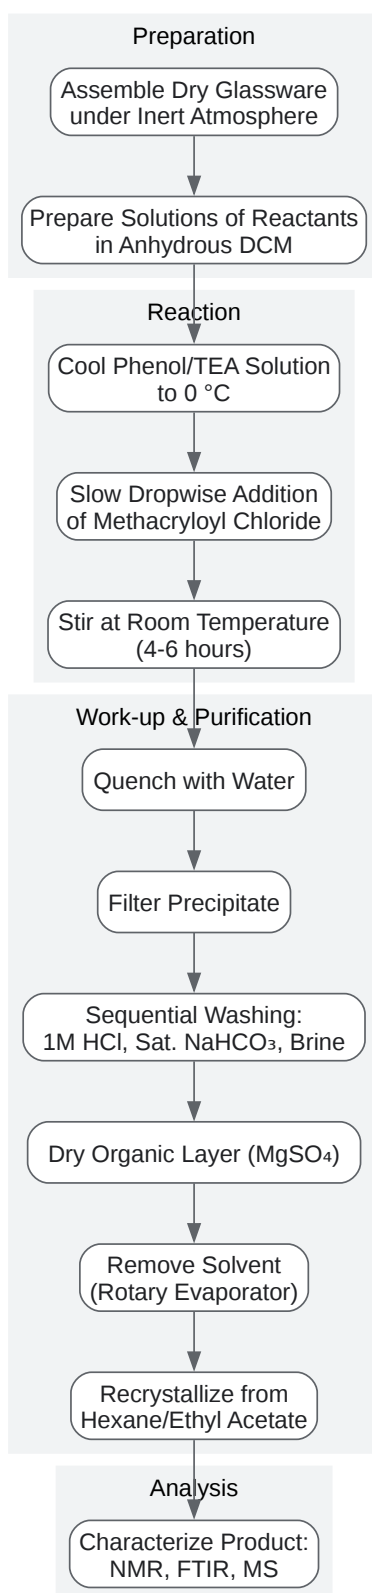 Preparation
Assemble Dry Glassware
under Inert Atmosphere
Prepare Solutions of Reactants
in Anhydrous DCM
Reaction
Cool Phenol/TEA Solution
to 0 °C
Slow Dropwise Addition
of Methacryloyl Chloride
Stir at Room Temperature
(4-6 hours)
Work-up & Purification
Quench with Water
Filter Precipitate
Sequential Washing:
1M HCl, Sat. NaHCO₃, Brine
Dry Organic Layer (MgSO₄)
Remove Solvent
(Rotary Evaporator)
Recrystallize from
Hexane/Ethyl Acetate
Analysis
Characterize Product:
NMR, FTIR, MS